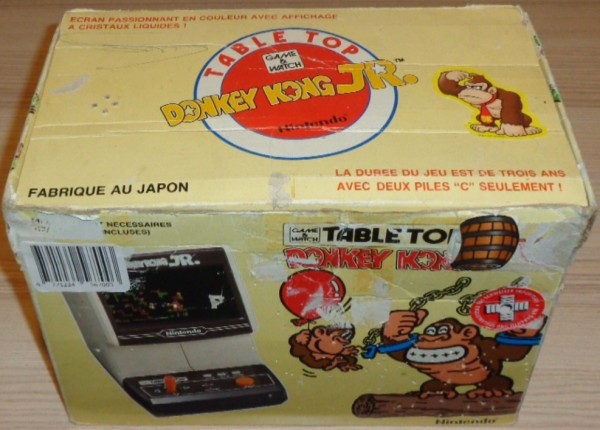 ECRAN PASSIONNANT EN COULEUR AVEC AFFICHAGE
A CRISTAUX LIQUIDES !
TABLE TOP
GAME &
WATCH
DONKEY KONG JR.™
Nintendo
LA DUREE DU JEU EST DE TROIS ANS
AVEC DEUX PILES "C" SEULEMENT !
FABRIQUE AU JAPON
NECESSAIRES
GAME &
WATCH
TABLE TOP
DONKEY KON
JR.
Nintendo
Nintendo